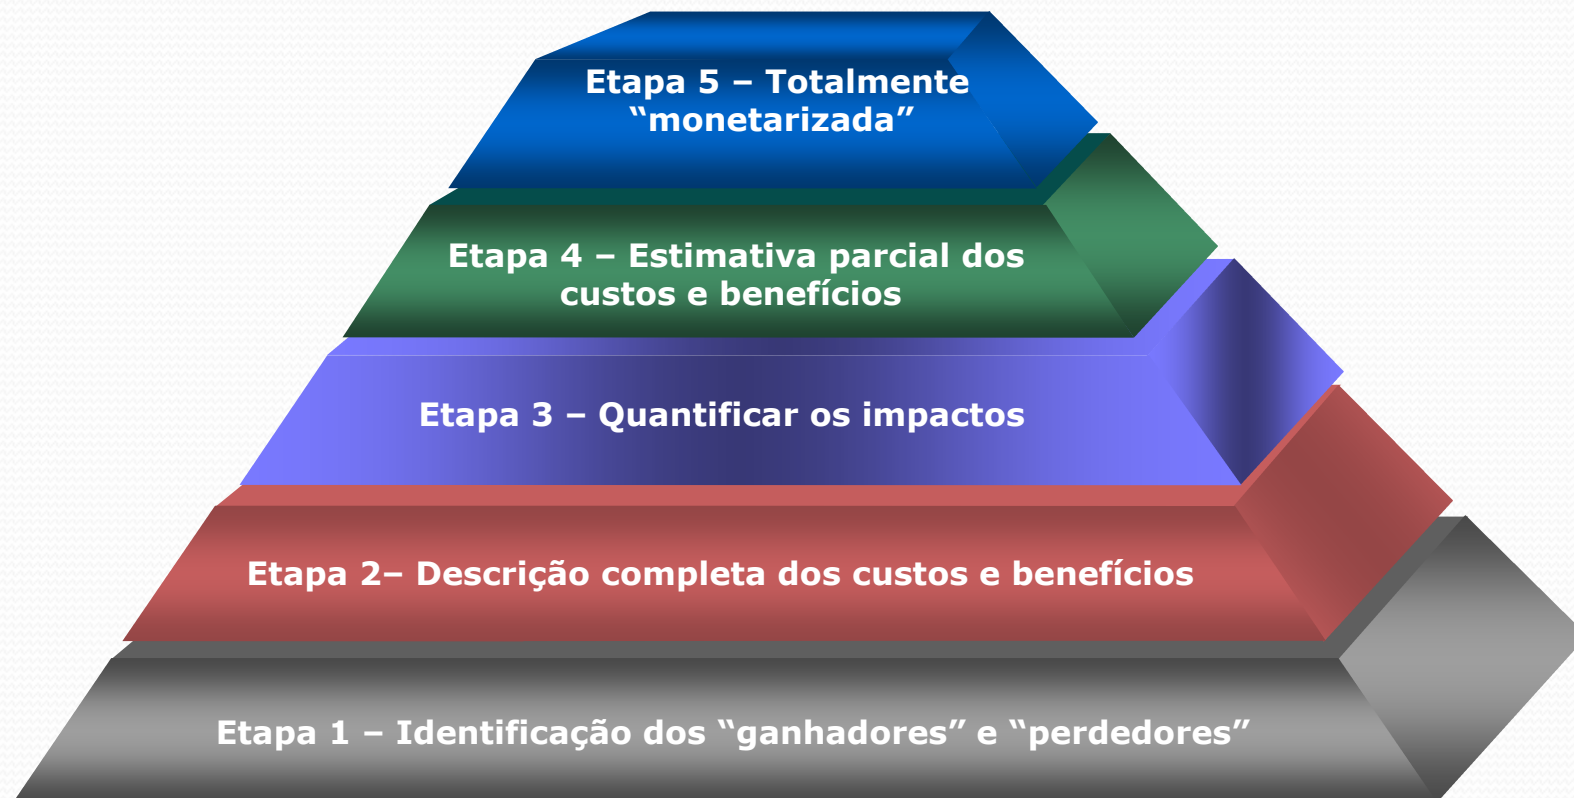 Etapa 5 – Totalmente
“monetarizada”
Etapa 4 – Estimativa parcial dos
custos e benefícios
Etapa 3 – Quantificar os impactos
Etapa 2– Descrição completa dos custos e benefícios
Etapa 1 – Identificação dos “ganhadores” e “perdedores”